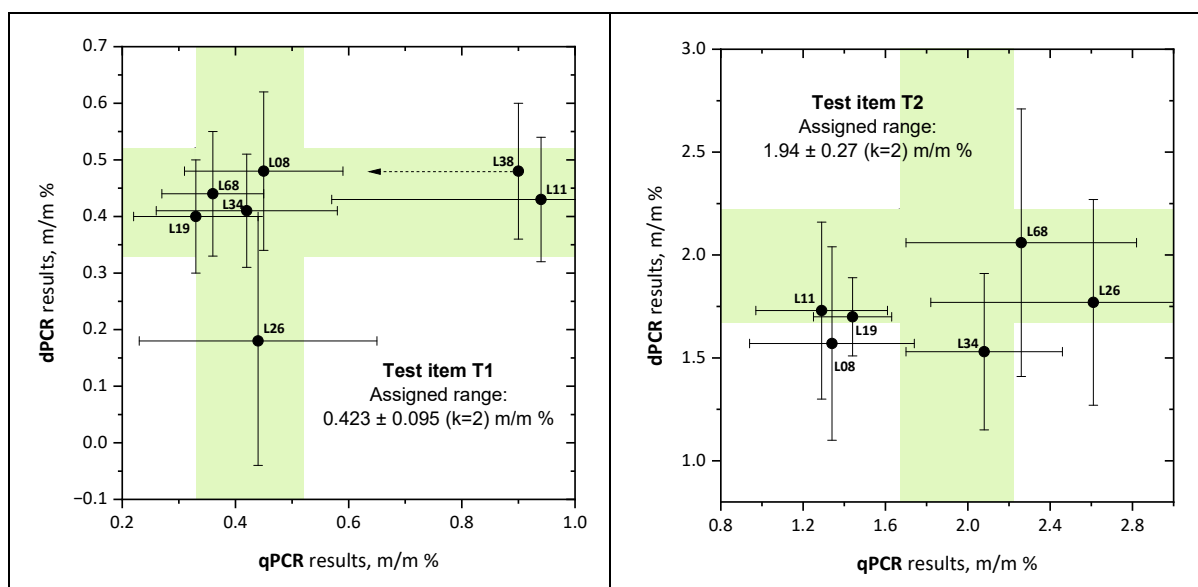 0.7
0.6
0.5
0.4
0.3
0.2
0.1
0.0
−0.1
dPCR results, m/m %
L08
L38
L68
L11
L34
L19
L26
Test item T1
Assigned range:
0.423 ± 0.095 (k=2) m/m %
0.2 0.4 0.6 0.8 1.0
qPCR results, m/m %
3.0
2.5
2.0
1.5
1.0
dPCR results, m/m %
Test item T2
Assigned range:
1.94 ± 0.27 (k=2) m/m %
L68
L26
L11
L19
L34
L08
0.8 1.2 1.6 2.0 2.4 2.8
qPCR results, m/m %